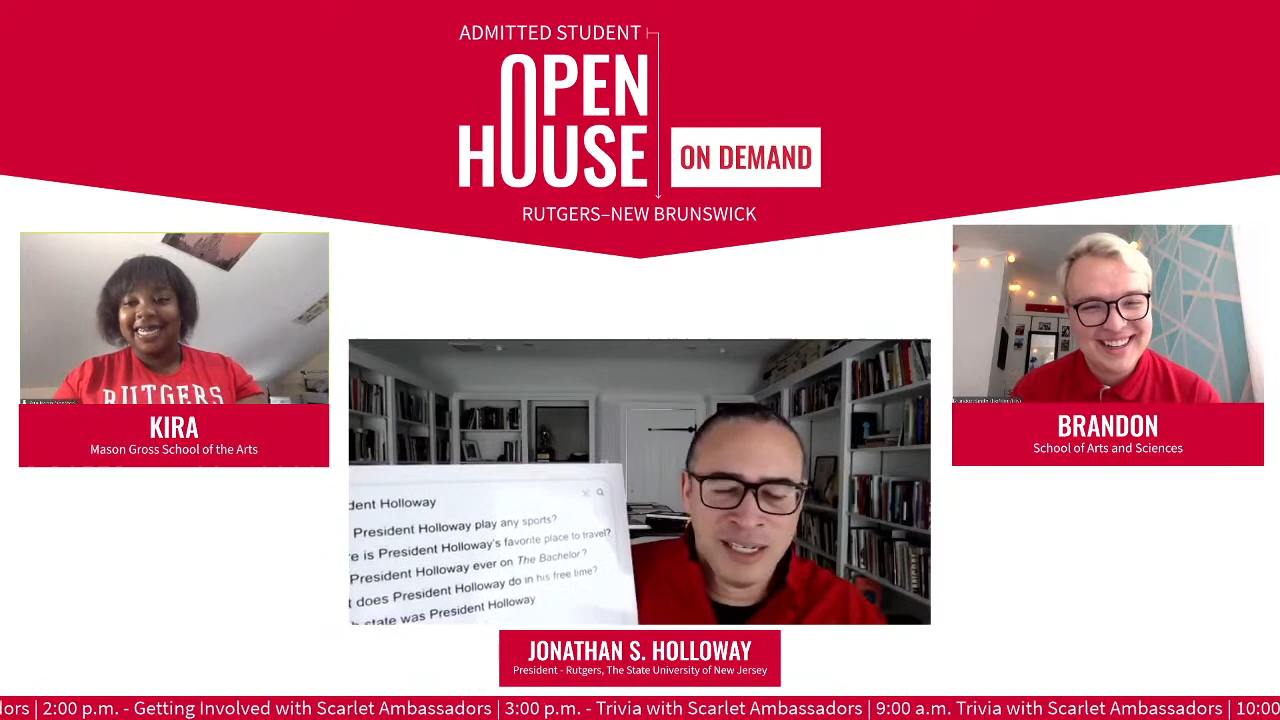 ADMITTED STUDENT
OPEN
HOUSE
ON DEMAND
RUTGERS–NEW BRUNSWICK
RUTGERS
KIRA
Mason Gross School of the Arts
BRANDON
School of Arts and Sciences
dent Holloway
President Holloway play any sports?
e is President Holloway's favorite place to travel?
President Holloway ever on The Bachelor?
t does President Holloway do in his free time?
state was President Holloway
JONATHAN S. HOLLOWAY
President - Rutgers, The State University of New Jersey
dors | 2:00 p.m. - Getting Involved with Scarlet Ambassadors | 3:00 p.m. - Trivia with Scarlet Ambassadors | 9:00 a.m. Trivia with Scarlet Ambassadors | 10:00